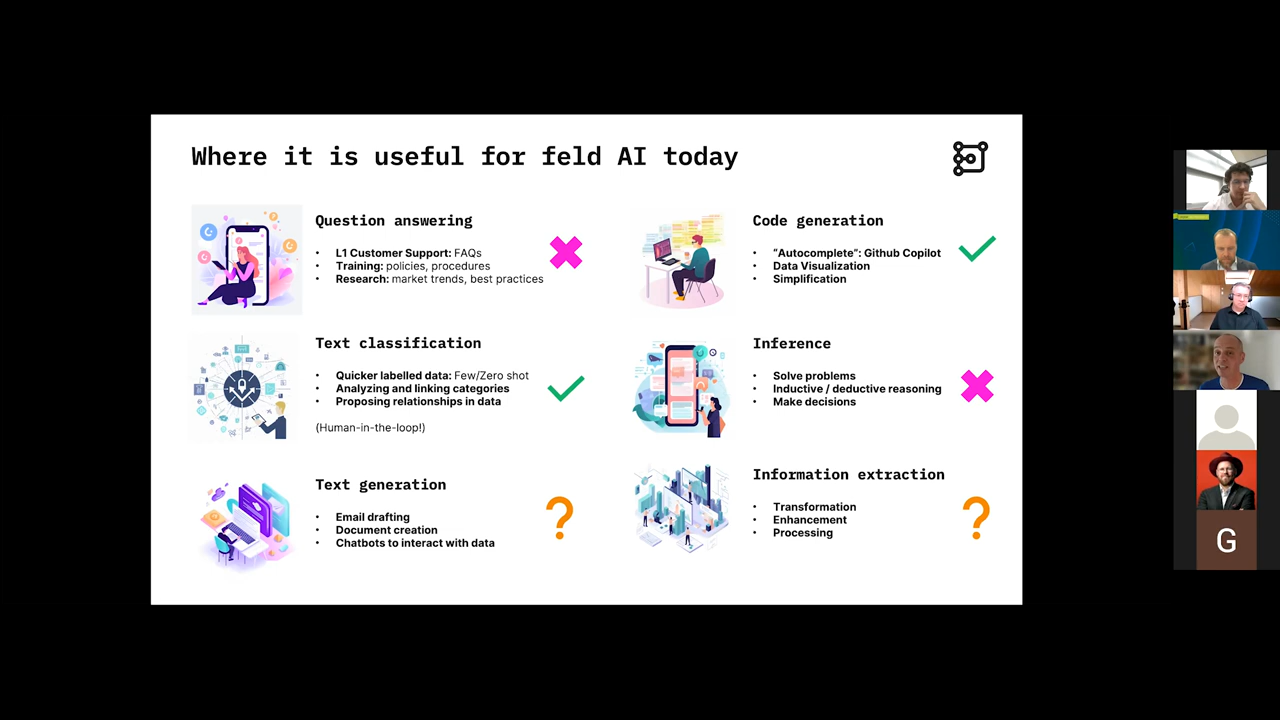 Where it is useful for feld AI today
Question answering
• L1 Customer Support: FAQs
• Training: policies, procedures
• Research: market trends, best practices
Text classification
• Quicker labelled data: Few/Zero shot
• Analyzing and linking categories
• Proposing relationships in data
(Human-in-the-loop!)
Text generation
• Email drafting
• Document creation
• Chatbots to interact with data
?
Code generation
• “Autocomplete”: Github Copilot
• Data Visualization
• Simplification
Inference
• Solve problems
• Inductive / deductive reasoning
• Make decisions
Information extraction
• Transformation
• Enhancement
• Processing
?
G